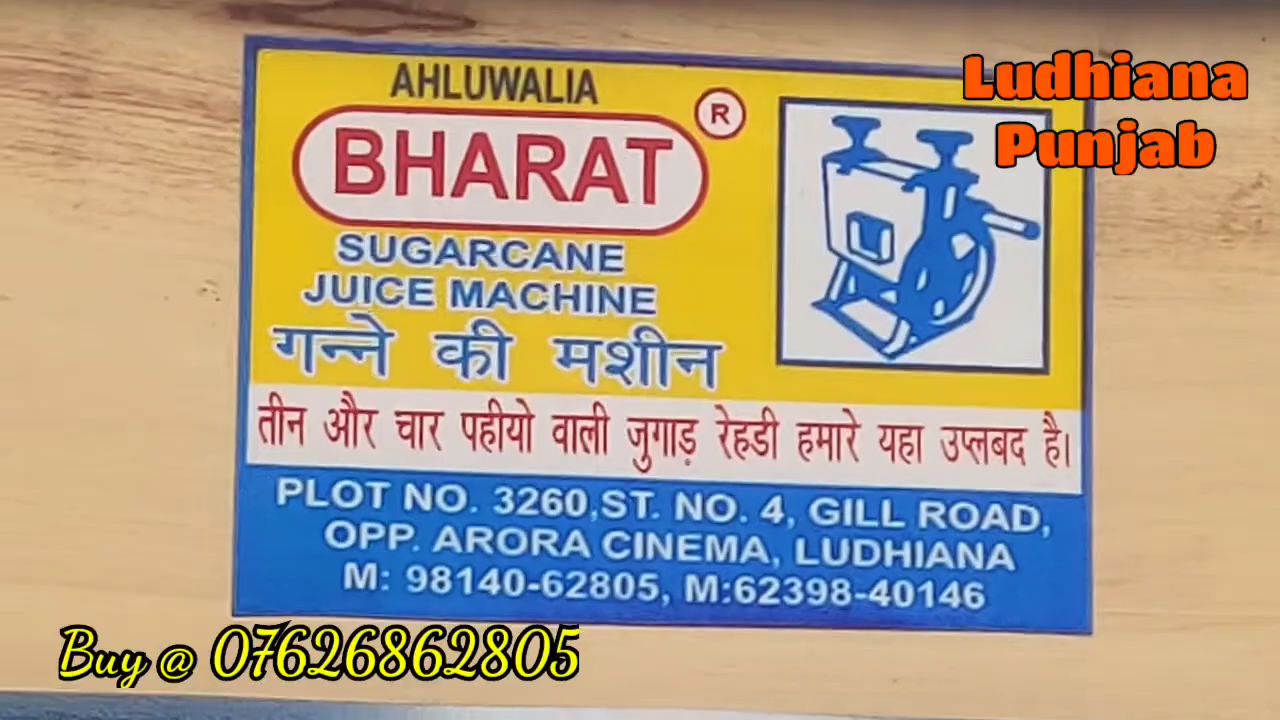 Ludhiana
Punjab
AHLUWALIA
BHARAT ®
SUGARCANE
JUICE MACHINE
गन्ने की मशीन
तीन और चार पहीयो वाली जुगाड़ रेहडी हमारे यहा उप्लबद है।
PLOT NO. 3260,ST. NO. 4, GILL ROAD,
OPP. ARORA CINEMA, LUDHIANA
M: 98140-62805, M:62398-40146
Buy @ 07626862805